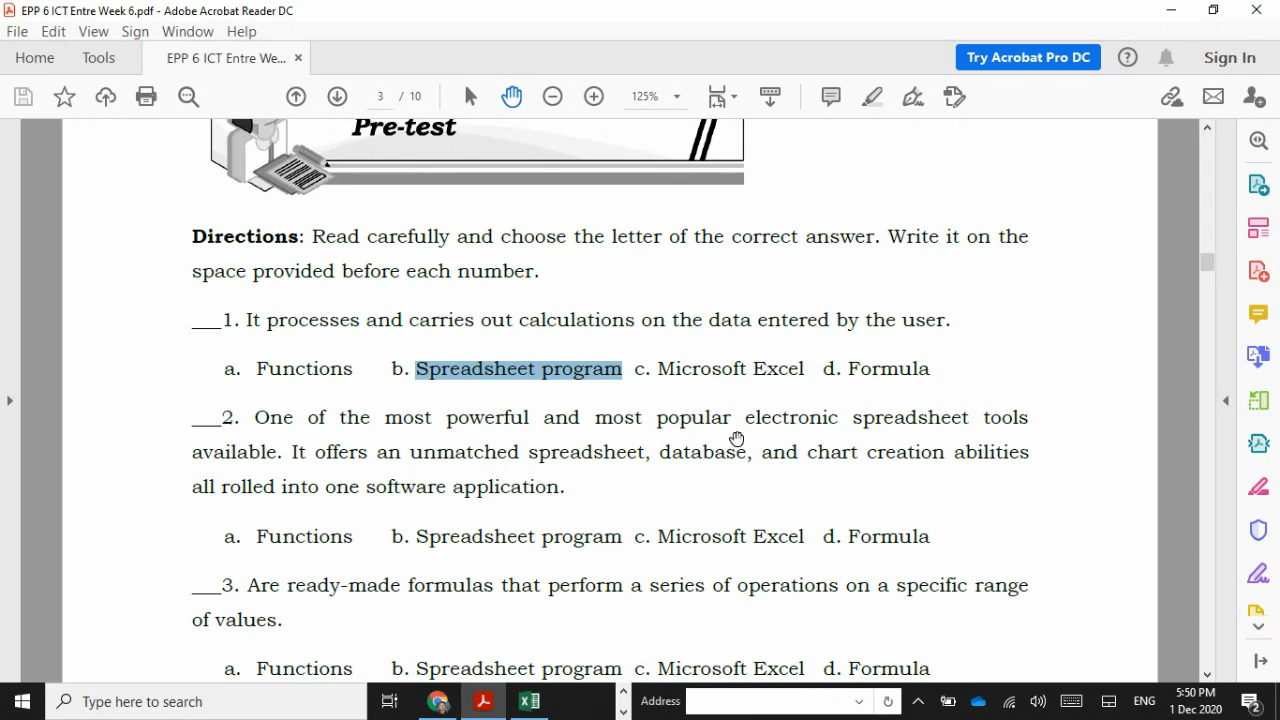 EPP 6 ICT Entre Week 6.pdf - Adobe Acrobat Reader DC
File Edit View Sign Window Help
Home Tools EPP 6 ICT Entre We... × Try Acrobat Pro DC Sign In
3 / 10 125%
Pre-test
Directions: Read carefully and choose the letter of the correct answer. Write it on the
space provided before each number.
___1. It processes and carries out calculations on the data entered by the user.
a. Functions b. Spreadsheet program c. Microsoft Excel d. Formula
___2. One of the most powerful and most popular electronic spreadsheet tools
available. It offers an unmatched spreadsheet, database, and chart creation abilities
all rolled into one software application.
a. Functions b. Spreadsheet program c. Microsoft Excel d. Formula
___3. Are ready-made formulas that perform a series of operations on a specific range
of values.
a. Functions b. Spreadsheet program c. Microsoft Excel d. Formula
Type here to search Address ENG 5:50 PM
1 Dec 2020 2